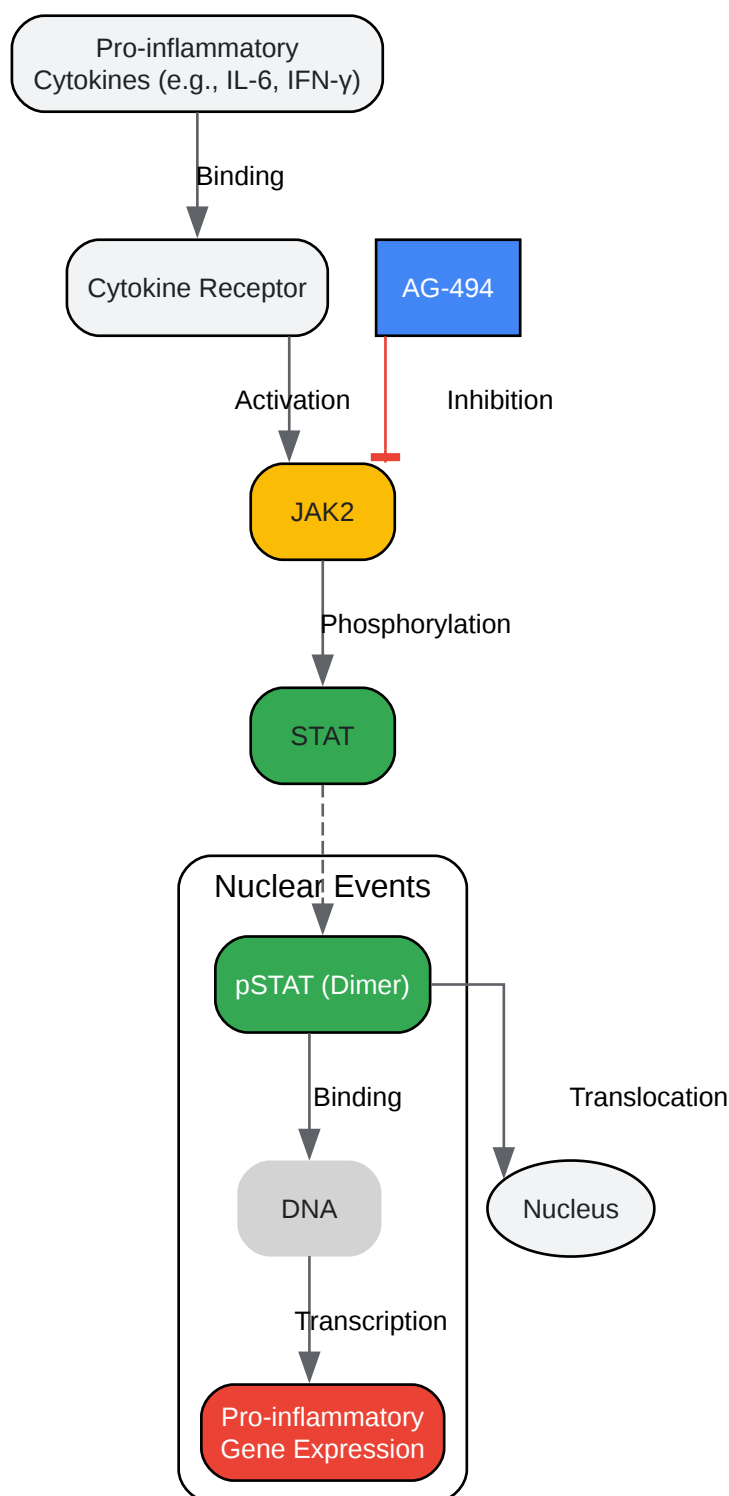 Pro-inflammatory
Cytokines (e.g., IL-6, IFN-γ)
Binding
Cytokine Receptor
AG-494
Activation
Inhibition
JAK2
Phosphorylation
STAT
Nuclear Events
pSTAT (Dimer)
Binding
Translocation
DNA
Nucleus
Transcription
Pro-inflammatory
Gene Expression